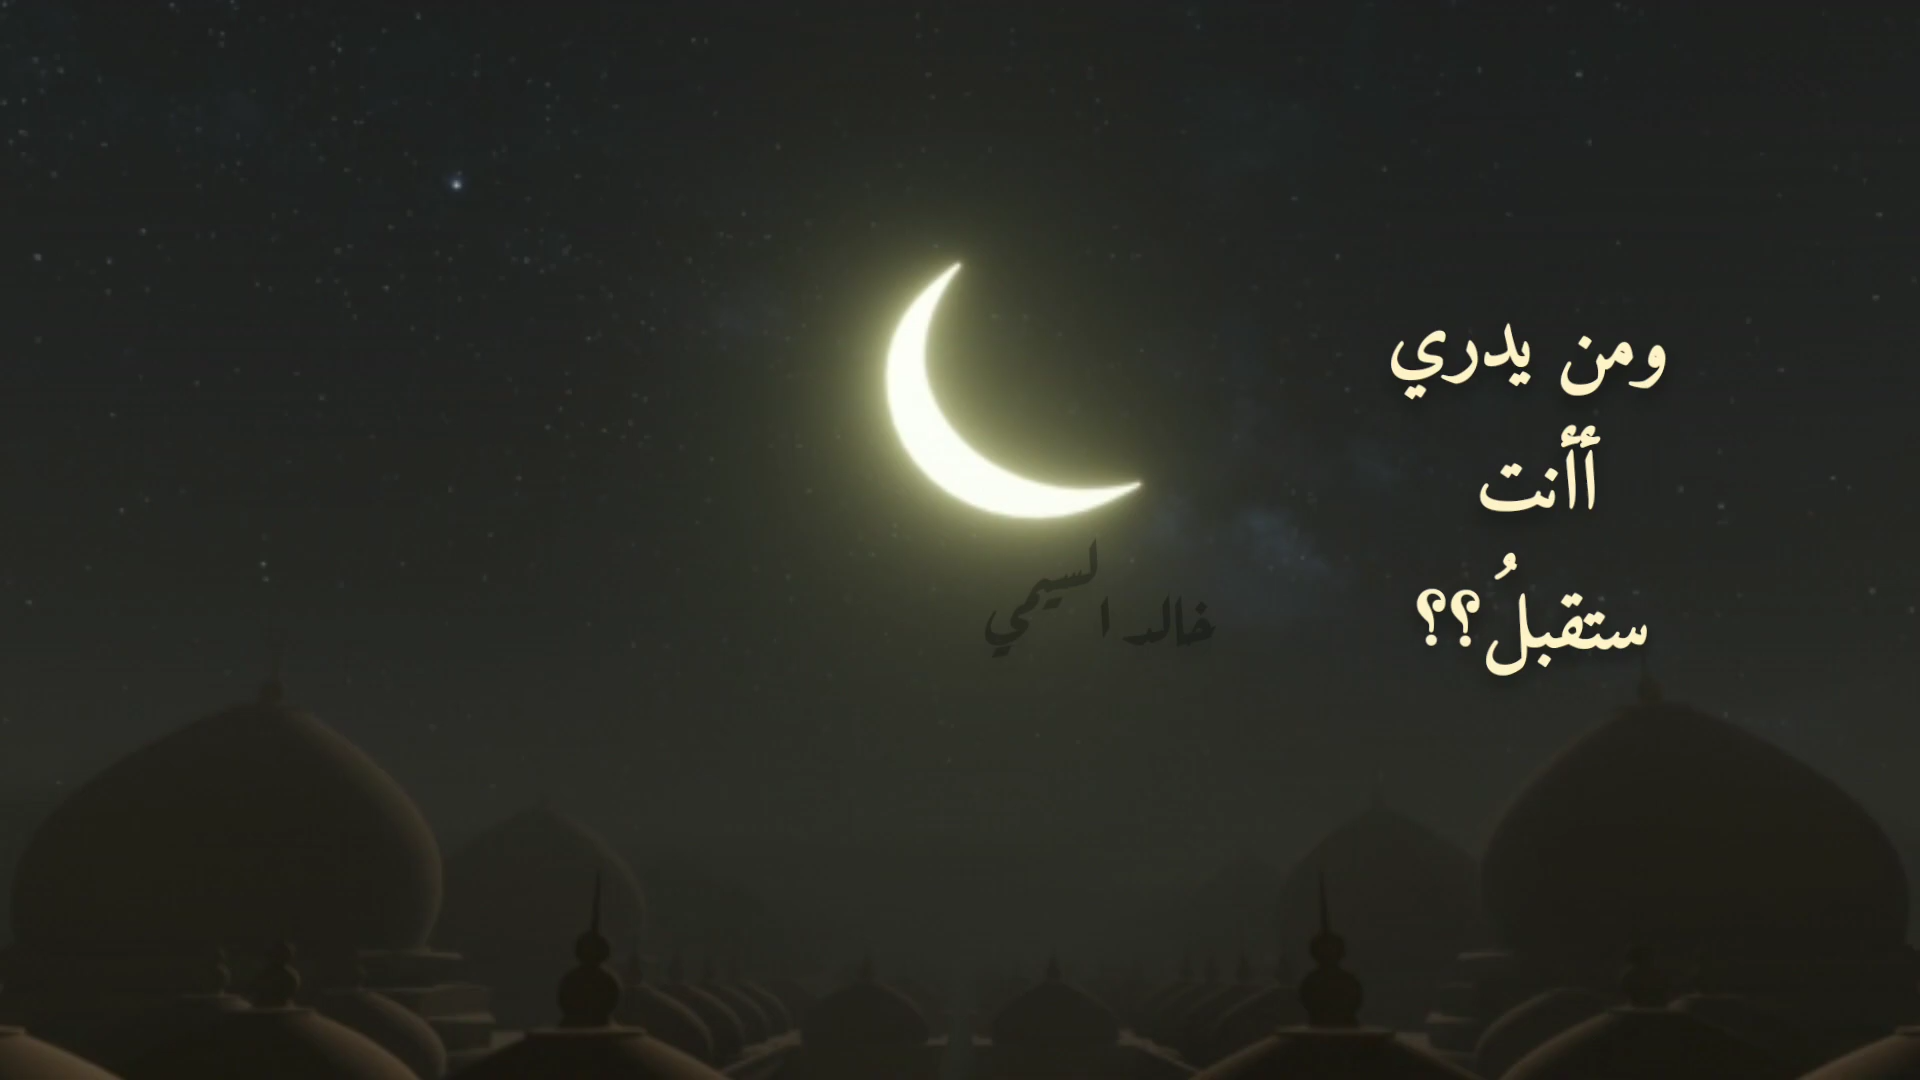 ومن يدري
أأنت
ستقبلُ؟؟
خالد السيمي